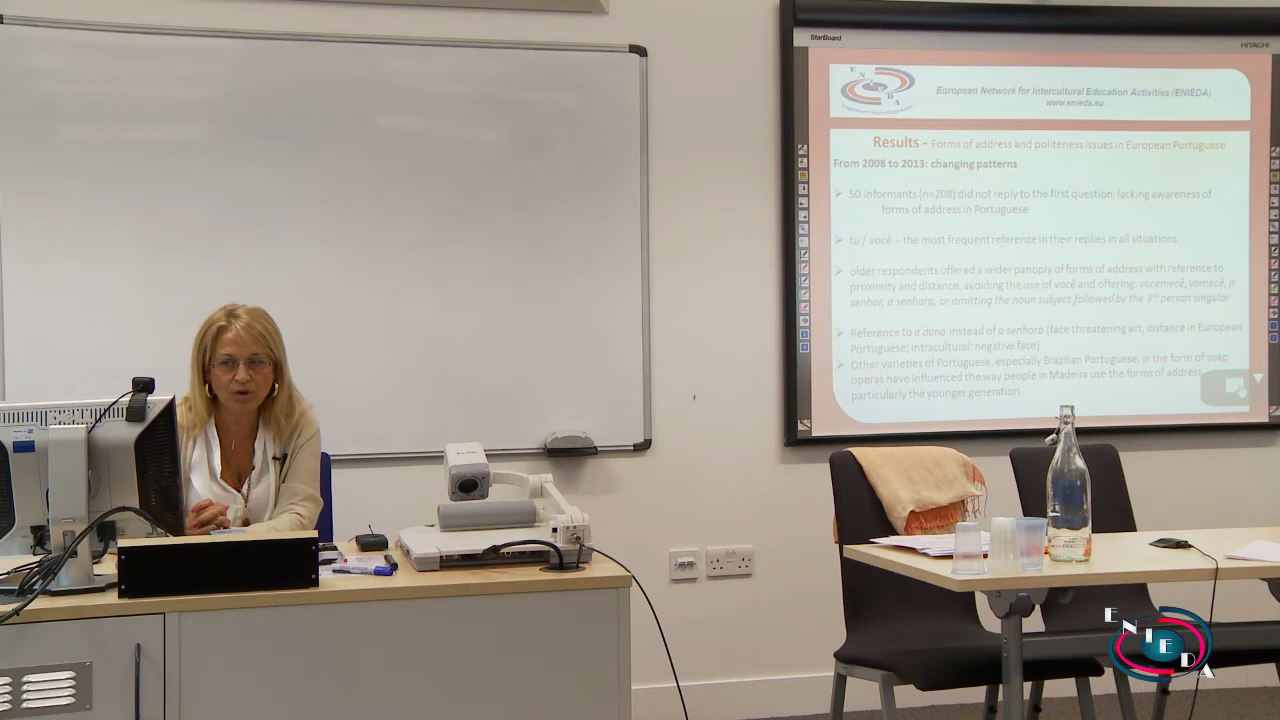 StarBoard
HITACHI
E N I E D A
European Network for Intercultural Education Activities (ENIEDA)
www.enieda.eu
Results - Forms of address and politeness issues in European Portuguese
From 2008 to 2013: changing patterns
50 informants (n=208) did not reply to the first question: lacking awareness of
forms of address in Portuguese
tu / você - the most frequent reference in their replies in all situations
older respondents offered a wider panoply of forms of address with reference to
proximity and distance, avoiding the use of você and offering: vocemecê, vomecê, o
senhor, a senhora, or omitting the noun subject followed by the 3rd person singular
Reference to a dona instead of a senhora (face threatening act, distance in European
Portuguese; intracultural: negative face)
Other varieties of Portuguese, especially Brazilian Portuguese, in the form of soap
operas have influenced the way people in Madeira use the forms of address,
particularly the younger generation
ENIEDA